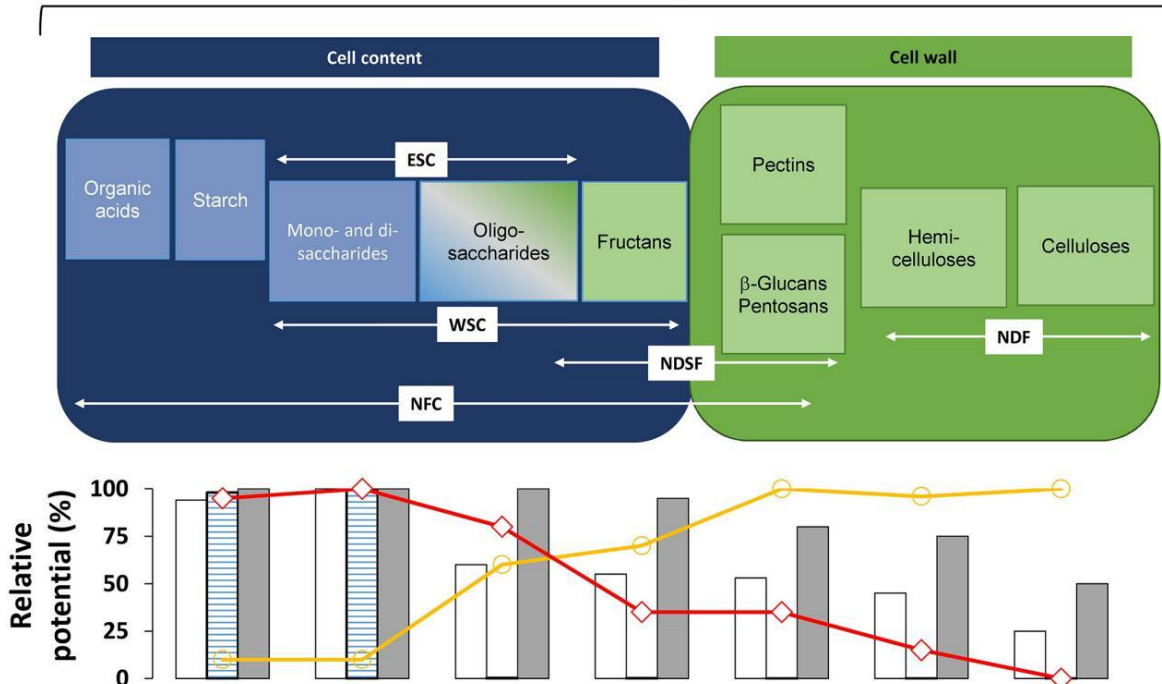 Cell content
Cell wall
Organic
acids
Starch
ESC
Mono- and di-
saccharides
Oligo-
saccharides
Fructans
Pectins
β-Glucans
Pentosans
Hemi-
celluloses
Celluloses
WSC
NDSF
NDF
NFC
Relative
potential (%)
100
75
50
25
0